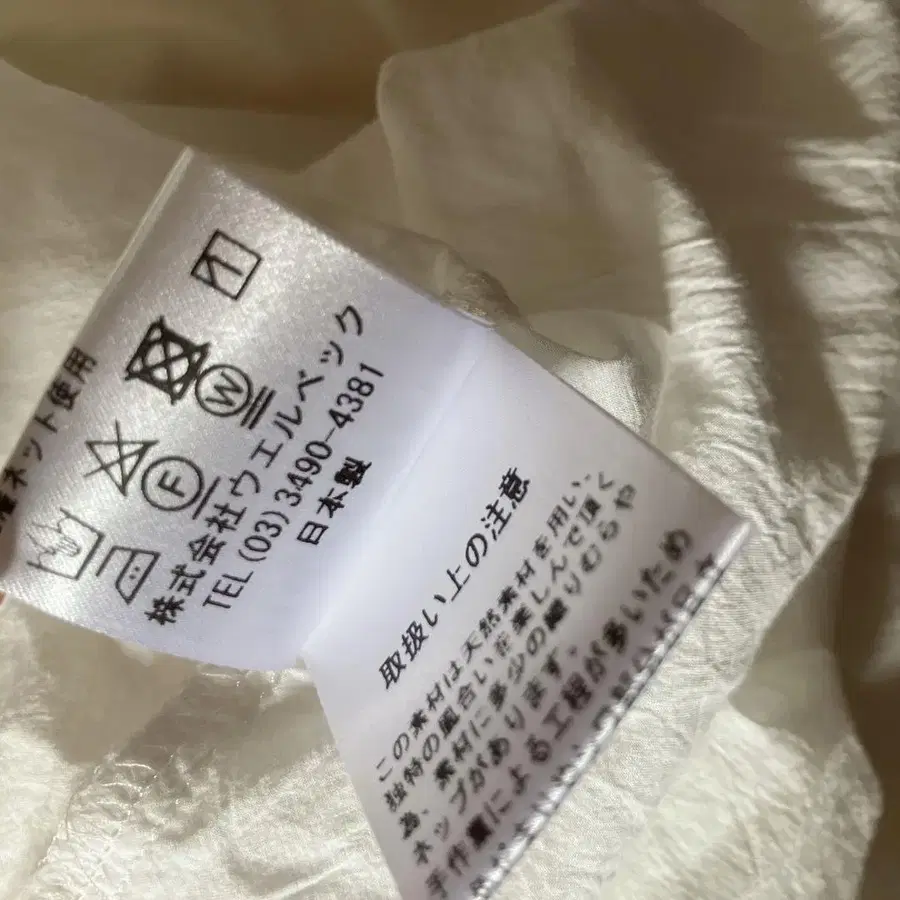 ネット使用
W
F
株式会社ウェルベック
TEL (03) 3490-4381
日本製
取扱い上の注意
この素材は天然素材を用い、
独特の風合いを楽しんで頂く
為、素材に多少の織りむらや
ネップがあります。
手作業による工程が多いため